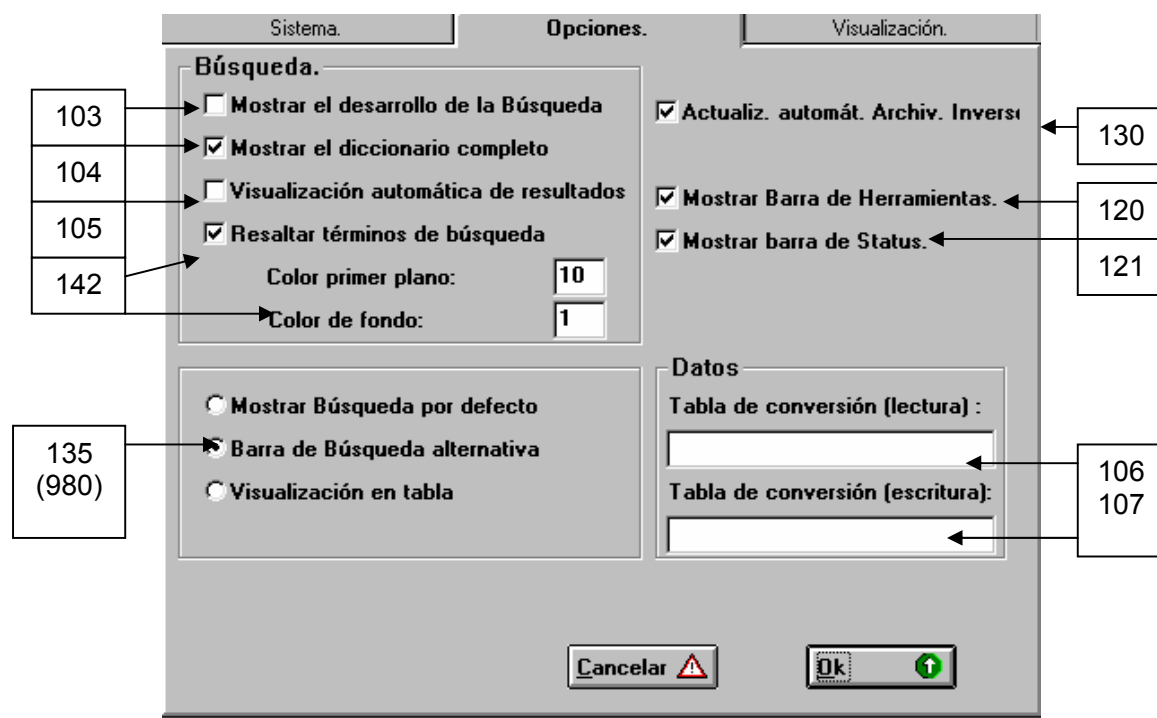 Sistema.
Opciones.
Visualización.
Búsqueda.
103
Mostrar el desarrollo de la Búsqueda
104
Mostrar el diccionario completo
105
Visualización automática de resultados
142
Resaltar términos de búsqueda
Color primer plano:
10
Color de fondo:
1
Actualiz. automát. Archiv. Invers
130
Mostrar Barra de Herramientas.
120
Mostrar barra de Status.
121
135
(980)
Mostrar Búsqueda por defecto
Barra de Búsqueda alternativa
Visualización en tabla
Datos
Tabla de conversión (lectura) :
106
Tabla de conversión (escritura):
107
Cancelar
Ok